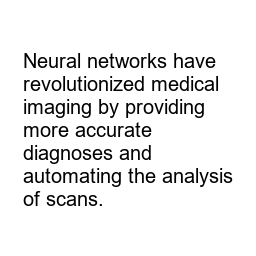 Neural networks have
revolutionized medical
imaging by providing
more accurate
diagnoses and
automating the analysis
of scans.